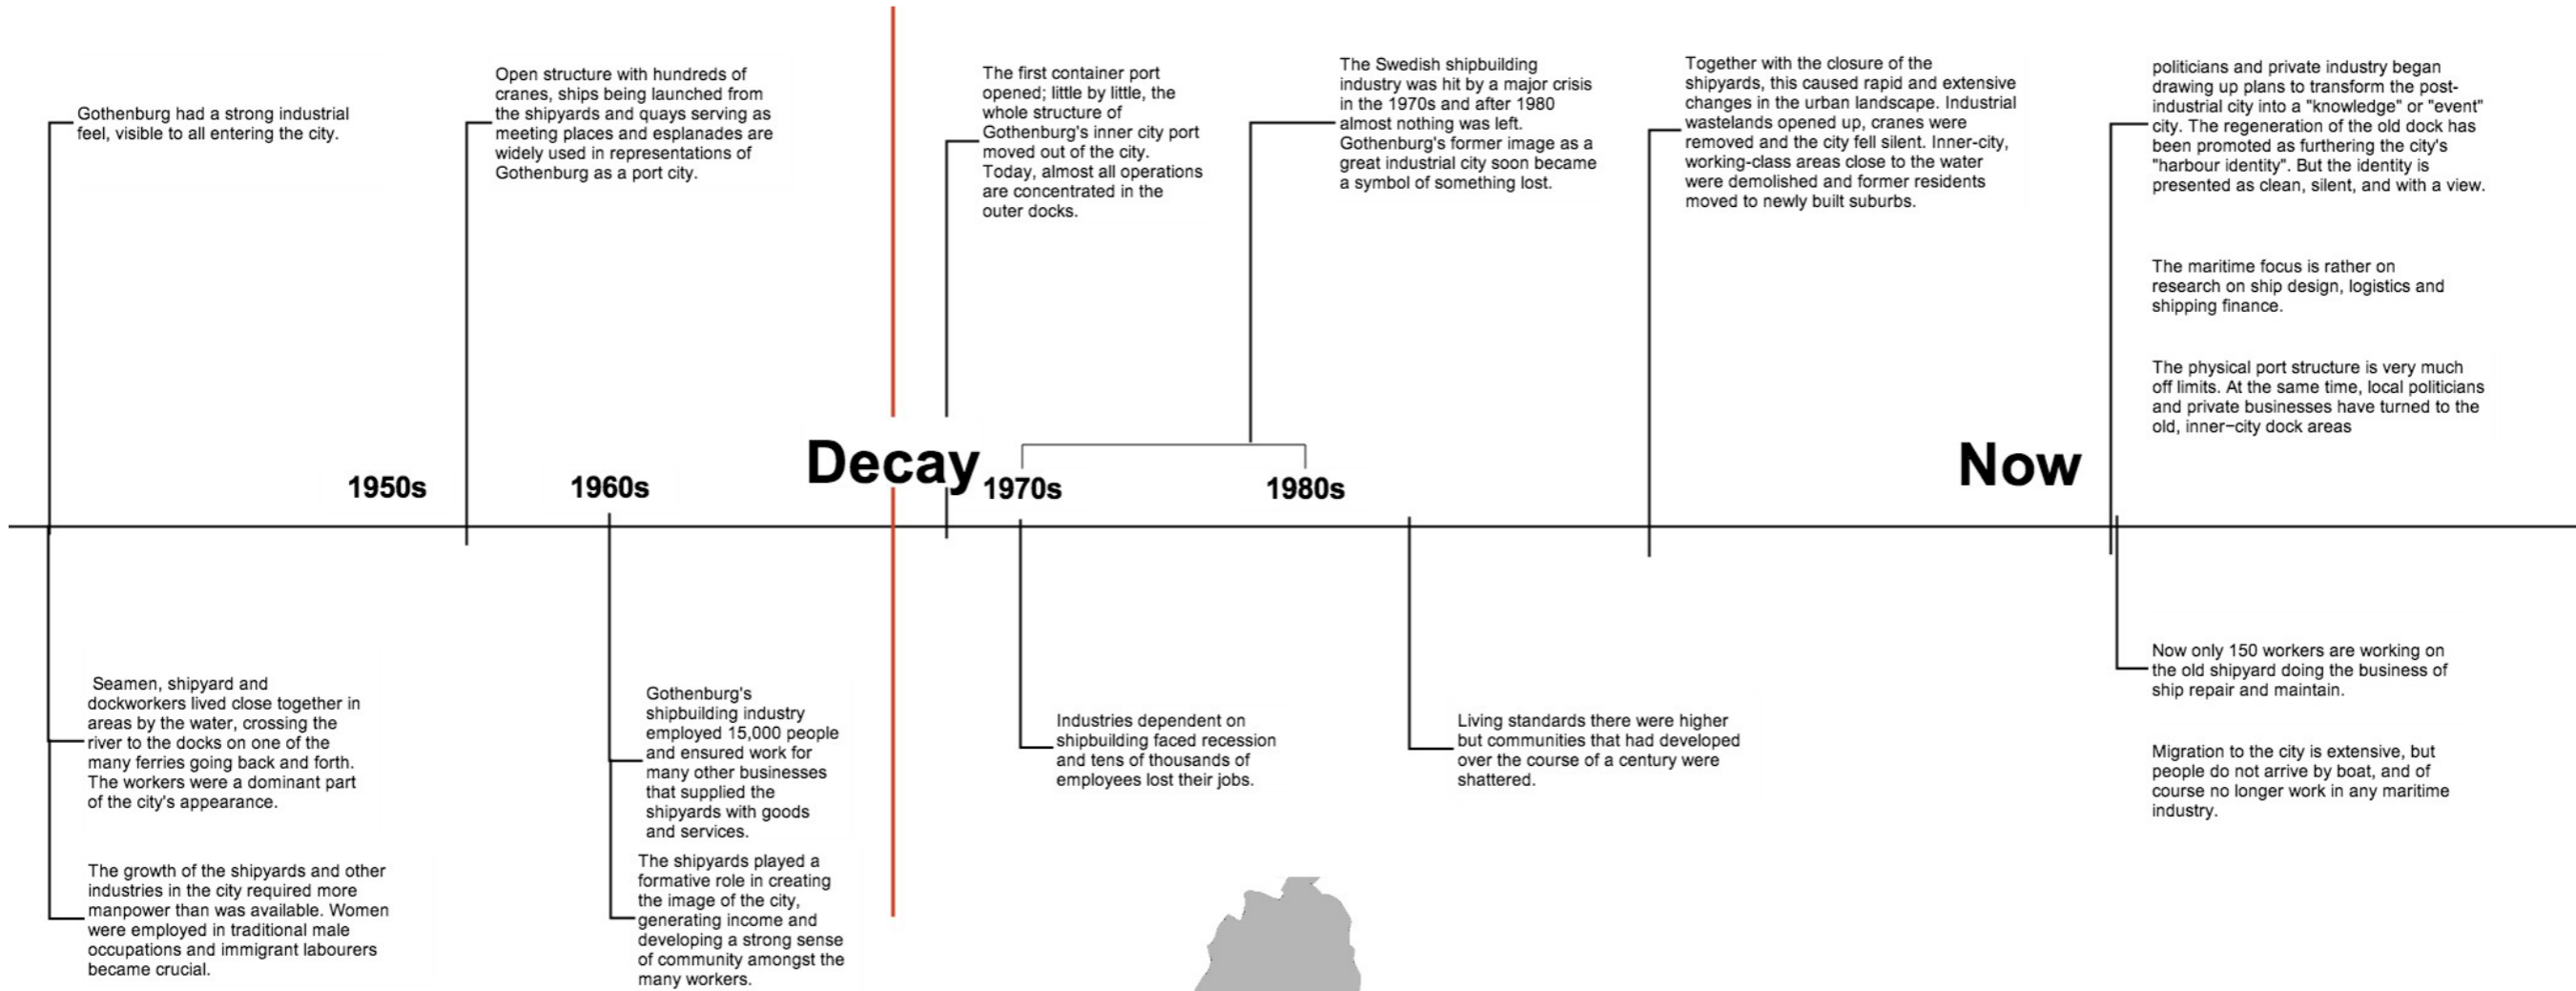 Gothenburg had a strong industrial
feel, visible to all entering the city.
Open structure with hundreds of
cranes, ships being launched from
the shipyards and quays serving as
meeting places and esplanades are
widely used in representations of
Gothenburg as a port city.
The first container port
opened; little by little, the
whole structure of
Gothenburg's inner city port
moved out of the city.
Today, almost all operations
are concentrated in the
outer docks.
The Swedish shipbuilding
industry was hit by a major crisis
in the 1970s and after 1980
almost nothing was left.
Gothenburg's former image as a
great industrial city soon became
a symbol of something lost.
Together with the closure of the
shipyards, this caused rapid and extensive
changes in the urban landscape. Industrial
wastelands opened up, cranes were
removed and the city fell silent. Inner-city,
working-class areas close to the water
were demolished and former residents
moved to newly built suburbs.
politicians and private industry began
drawing up plans to transform the post-
industrial city into a "knowledge" or "event"
city. The regeneration of the old dock has
been promoted as furthering the city's
"harbour identity". But the identity is
presented as clean, silent, and with a view.
The maritime focus is rather on
research on ship design, logistics and
shipping finance.
The physical port structure is very much
off limits. At the same time, local politicians
and private businesses have turned to the
old, inner−city dock areas
1950s
1960s
Decay
1970s
1980s
Now
Seamen, shipyard and
dockworkers lived close together in
areas by the water, crossing the
river to the docks on one of the
many ferries going back and forth.
The workers were a dominant part
of the city's appearance.
The growth of the shipyards and other
industries in the city required more
manpower than was available. Women
were employed in traditional male
occupations and immigrant labourers
became crucial.
Gothenburg's
shipbuilding industry
employed 15,000 people
and ensured work for
many other businesses
that supplied the
shipyards with goods
and services.
The shipyards played a
formative role in creating
the image of the city,
generating income and
developing a strong sense
of community amongst the
many workers.
Industries dependent on
shipbuilding faced recession
and tens of thousands of
employees lost their jobs.
Living standards there were higher
but communities that had developed
over the course of a century were
shattered.
Now only 150 workers are working on
the old shipyard doing the business of
ship repair and maintain.
Migration to the city is extensive, but
people do not arrive by boat, and of
course no longer work in any maritime
industry.